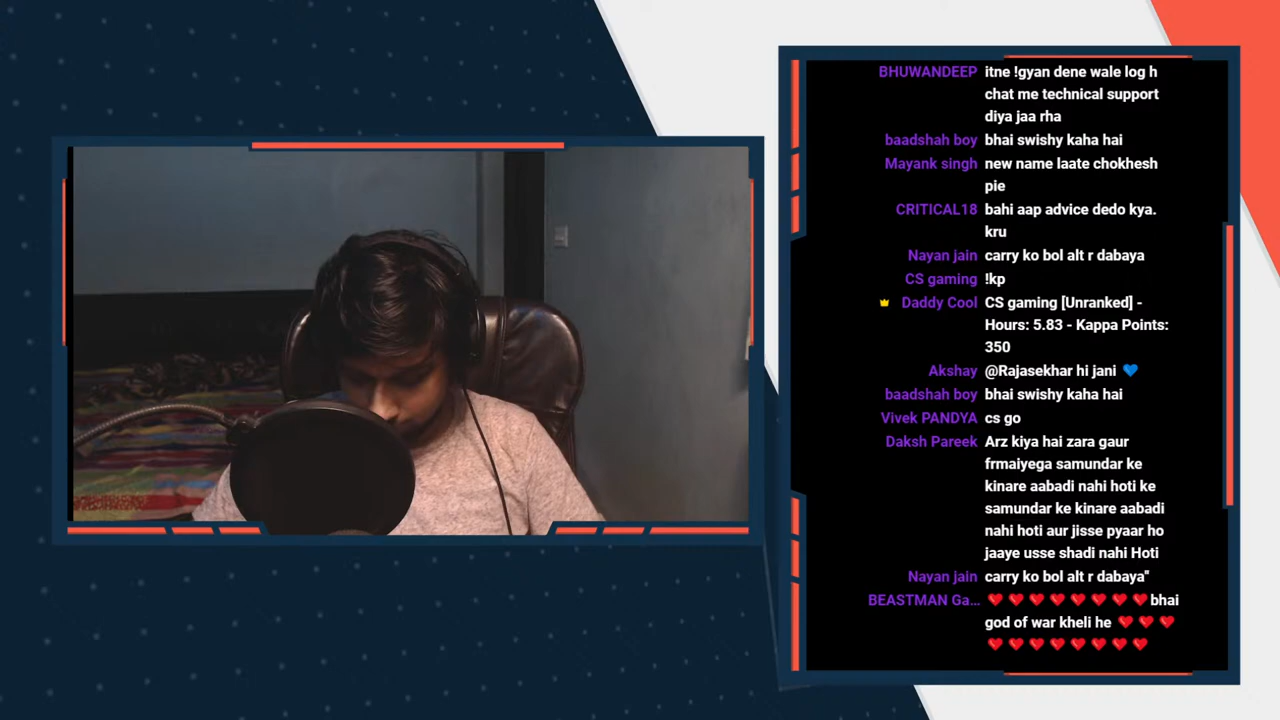 BHUWANDEEP itne !gyan dene wale log h
chat me technical support
diya jaa rha
baadshah boy bhai swishy kaha hai
Mayank singh new name laate chokhesh
pie
CRITICAL18 bahi aap advice dedo kya.
kru
Nayan jain carry ko bol alt r dabaya
CS gaming !kp
Daddy Cool CS gaming [Unranked] -
Hours: 5.83 - Kappa Points:
350
Akshay @Rajasekhar hi jani 💙
baadshah boy bhai swishy kaha hai
Vivek PANDYA cs go
Daksh Pareek Arz kiya hai zara gaur
frmaiyega samundar ke
kinare aabadi nahi hoti ke
samundar ke kinare aabadi
nahi hoti aur jisse pyaar ho
jaaye usse shadi nahi Hoti
Nayan jain carry ko bol alt r dabaya"
BEASTMAN Ga... ❤❤❤❤❤❤❤❤bhai
god of war kheli he ❤❤❤
❤❤❤❤❤❤❤❤